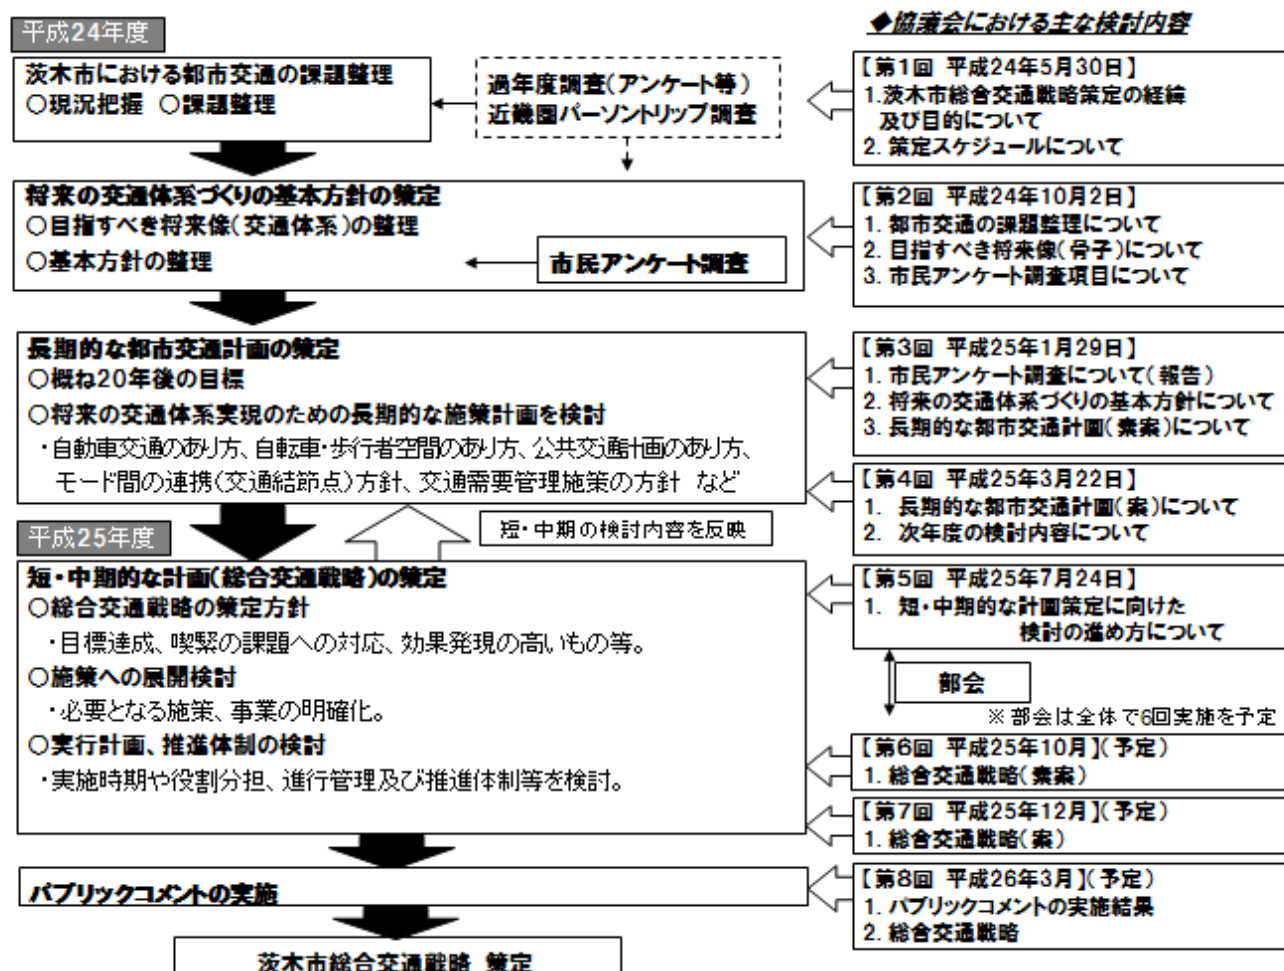 平成24年度
茨木市における都市交通の課題整理
○現況把握 ○課題整理
過年度調査(アンケート等)
近畿圏パーソントリップ調査
将来の交通体系づくりの基本方針の策定
○目指すべき将来像(交通体系)の整理
○基本方針の整理
市民アンケート調査
長期的な都市交通計画の策定
○概ね20年後の目標
○将来の交通体系実現のための長期的な施策計画を検討
・自動車交通のあり方、自転車・歩行者空間のあり方、公共交通計画のあり方、
モード間の連携(交通結節点)方針、交通需要管理施策の方針 など
平成25年度
短・中期の検討内容を反映
短・中期的な計画(総合交通戦略)の策定
○総合交通戦略の策定方針
・目標達成、喫緊の課題への対応、効果発現の高いもの等。
○施策への展開検討
・必要となる施策、事業の明確化。
○実行計画、推進体制の検討
・実施時期や役割分担、進行管理及び推進体制等を検討。
パブリックコメントの実施
茨木市総合交通戦略 策定
◆協議会における主な検討内容
【第1回 平成24年5月30日】
1.茨木市総合交通戦略策定の経緯
及び目的について
2. 策定スケジュールについて
【第2回 平成24年10月2日】
1. 都市交通の課題整理について
2. 目指すべき将来像(骨子)について
3. 市民アンケート調査項目について
【第3回 平成25年1月29日】
1. 市民アンケート調査について(報告)
2. 将来の交通体系づくりの基本方針について
3. 長期的な都市交通計画(素案)について
【第4回 平成25年3月22日】
1. 長期的な都市交通計画(案)について
2. 次年度の検討内容について
【第5回 平成25年7月24日】
1. 短・中期的な計画策定に向けた
検討の進め方について
部会
※部会は全体で6回実施を予定
【第6回 平成25年10月】(予定)
1. 総合交通戦略(素案)
【第7回 平成25年12月】(予定)
1. 総合交通戦略(案)
【第8回 平成26年3月】(予定)
1. パブリックコメントの実施結果
2. 総合交通戦略